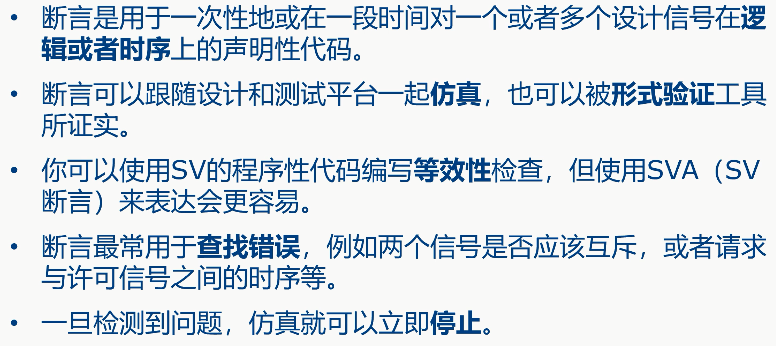 • 断言是用于一次性地或在一段时间对一个或者多个设计信号在逻
辑或者时序上的声明性代码。
• 断言可以跟随设计和测试平台一起仿真，也可以被形式验证工具
所证实。
• 你可以使用SV的程序性代码编写等效性检查，但使用SVA（SV
断言）来表达会更容易。
• 断言最常用于查找错误，例如两个信号是否应该互斥，或者请求
与许可信号之间的时序等。
• 一旦检测到问题，仿真就可以立即停止。